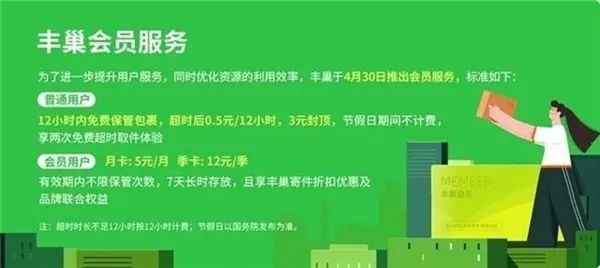 丰巢会员服务
为了进一步提升用户服务，同时优化资源的利用效率，丰巢于4月30日推出会员服务，标准如下：
普通用户
12小时内免费保管包裹，超时后0.5元/12小时，3元封顶，节假日期间不计费，
享两次免费超时取件体验
会员用户 月卡：5元/月 季卡：12元/季
有效期内不限保管次数，7天长时存放，且享丰巢寄件折扣优惠及
品牌联合权益
注：超时时长不足12小时按12小时计费；节假日以国务院发布为准。
MEMBER
丰巢会员